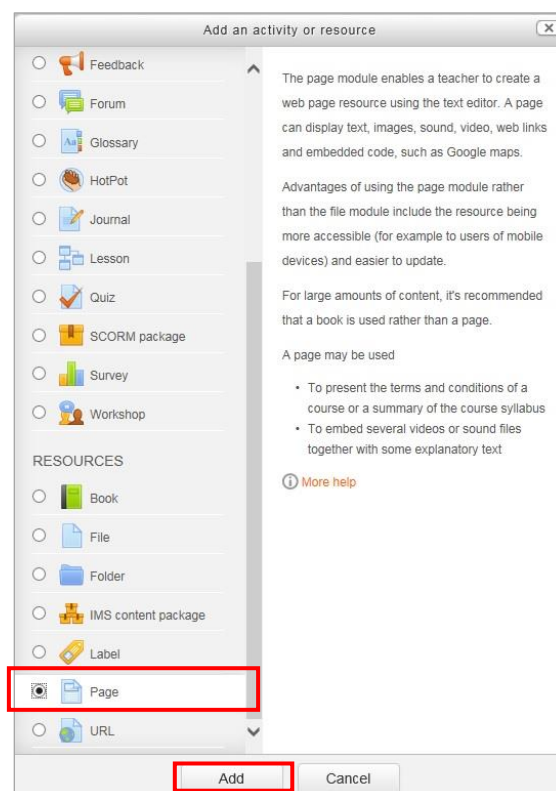 Add an activity or resource
Feedback
Forum
Glossary
HotPot
Journal
Lesson
Quiz
SCORM package
Survey
Workshop
RESOURCES
Book
File
Folder
IMS content package
Label
Page
URL
The page module enables a teacher to create a
web page resource using the text editor. A page
can display text, images, sound, video, web links
and embedded code, such as Google maps.
Advantages of using the page module rather
than the file module include the resource being
more accessible (for example to users of mobile
devices) and easier to update.
For large amounts of content, it's recommended
that a book is used rather than a page.
A page may be used
• To present the terms and conditions of a
course or a summary of the course syllabus
• To embed several videos or sound files
together with some explanatory text
More help
Add
Cancel